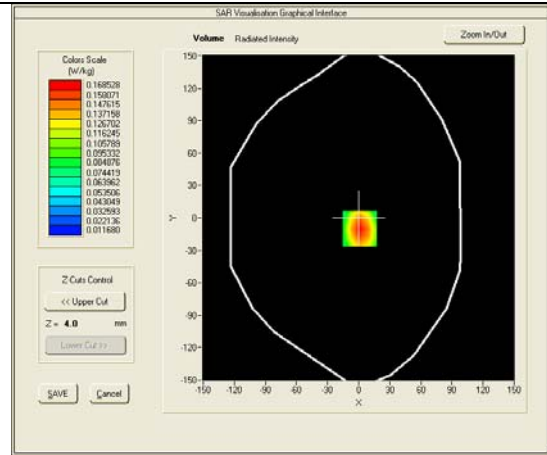 SAR Visualisation Graphical Interface
Volume Radiated Intensity
Zoom In/Out
Colors Scale
(W/kg)
0.168528
0.158071
0.147615
0.137158
0.126702
0.116245
0.105789
0.095332
0.084876
0.074419
0.063962
0.053506
0.043049
0.032593
0.022136
0.011680
Z Cuts Control
<< Upper Cut
Z = 4.0 mm
Lower Cut >>
SAVE Cancel
150-
120-
90-
60-
30-
Y 0-
-30-
-60-
-90-
-120-
-150-
-150 -120 -90 -60 -30 0 30 60 90 120 150
X